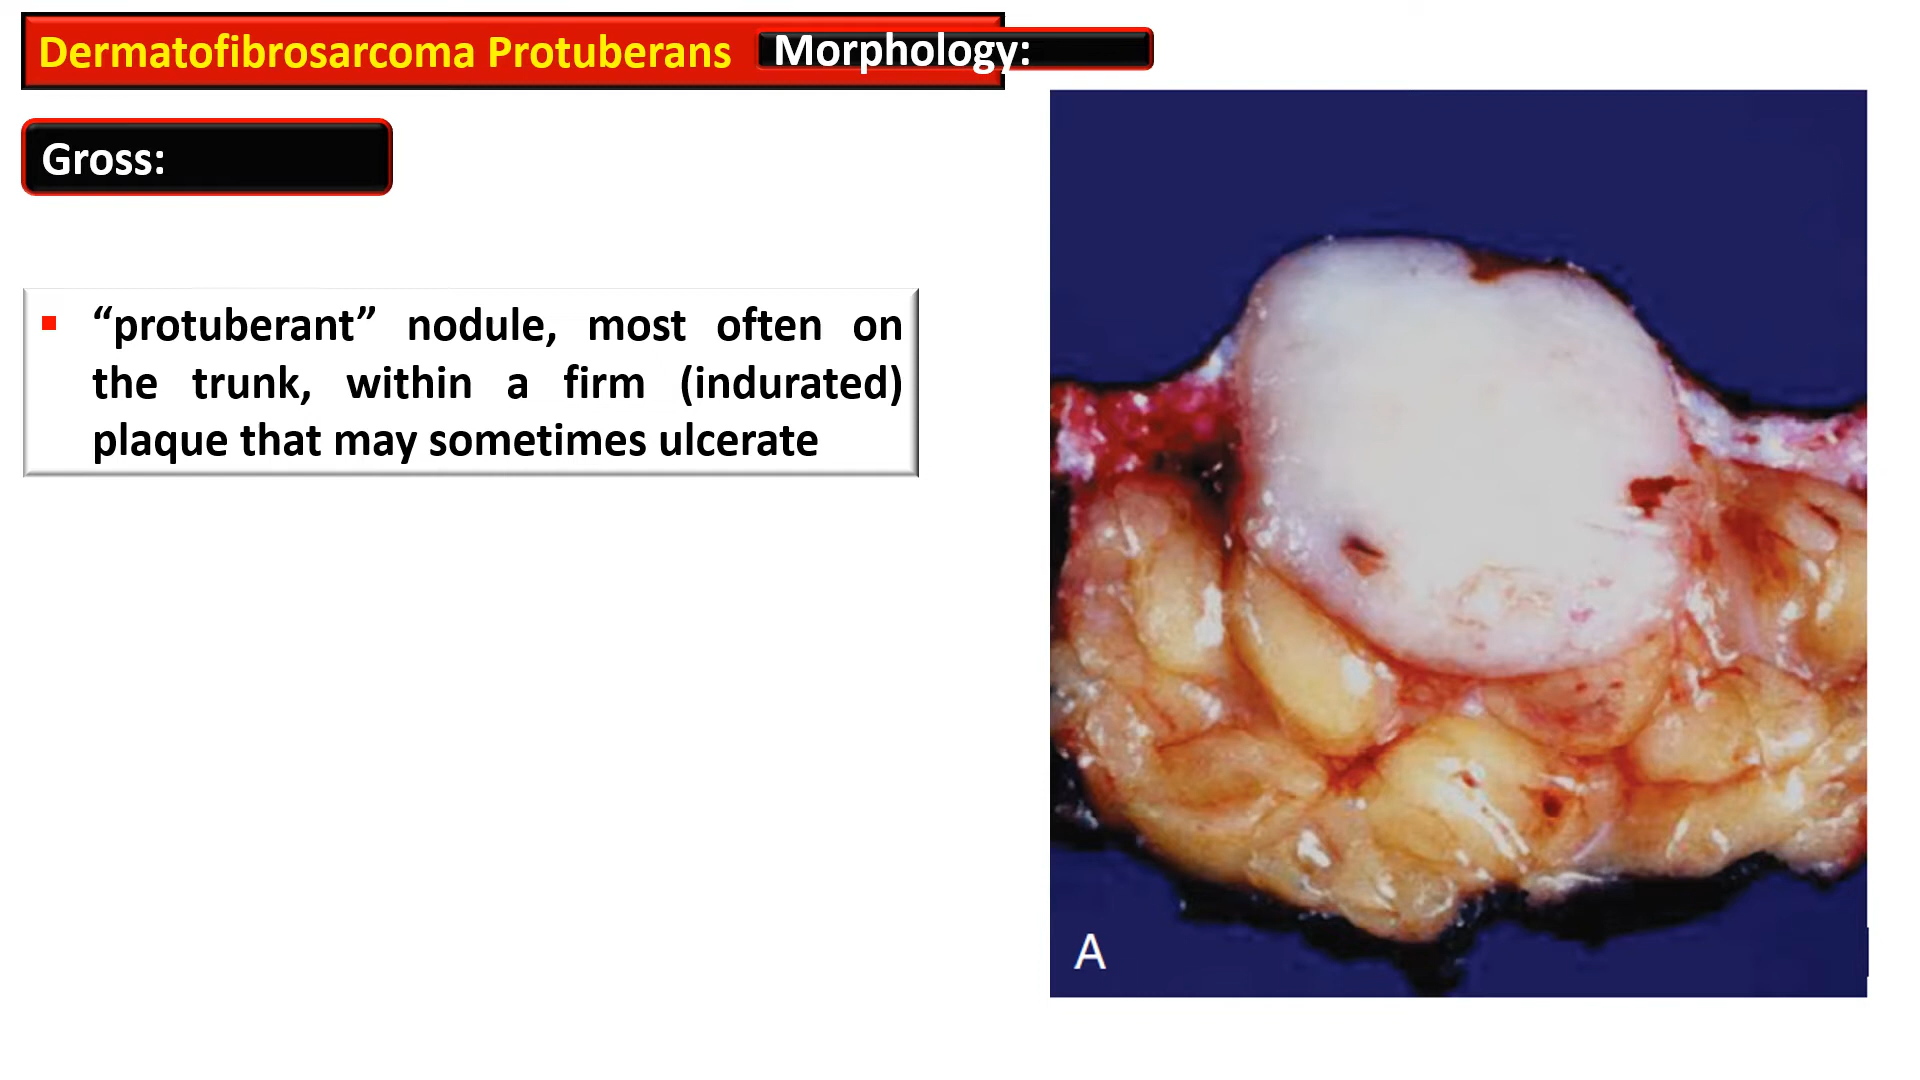 Dermatofibrosarcoma Protuberans Morphology:
Gross:
“protuberant” nodule, most often on
the trunk, within a firm (indurated)
plaque that may sometimes ulcerate
A